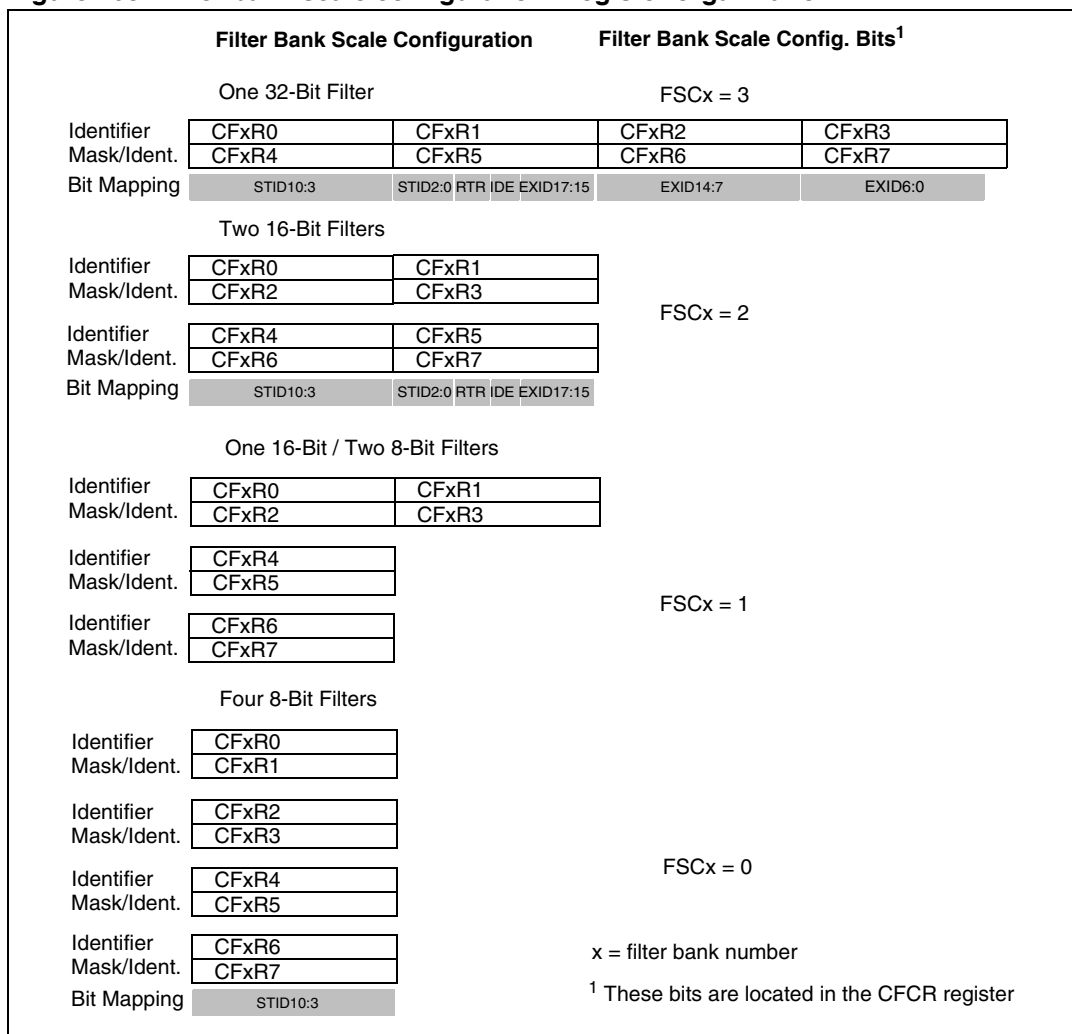 Filter Bank Scale Configuration Filter Bank Scale Config. Bits1
One 32-Bit Filter FSCx = 3
Identifier CFxR0 CFxR1 CFxR2 CFxR3
Mask/Ident. CFxR4 CFxR5 CFxR6 CFxR7
Bit Mapping STID10:3 STID2:0 RTR IDE EXID17:15 EXID14:7 EXID6:0
Two 16-Bit Filters
Identifier CFxR0 CFxR1
Mask/Ident. CFxR2 CFxR3
FSCx = 2
Identifier CFxR4 CFxR5
Mask/Ident. CFxR6 CFxR7
Bit Mapping STID10:3 STID2:0 RTR IDE EXID17:15
One 16-Bit / Two 8-Bit Filters
Identifier CFxR0 CFxR1
Mask/Ident. CFxR2 CFxR3
Identifier CFxR4
Mask/Ident. CFxR5
FSCx = 1
Identifier CFxR6
Mask/Ident. CFxR7
Four 8-Bit Filters
Identifier CFxR0
Mask/Ident. CFxR1
Identifier CFxR2
Mask/Ident. CFxR3
FSCx = 0
Identifier CFxR4
Mask/Ident. CFxR5
Identifier CFxR6
Mask/Ident. CFxR7
x = filter bank number
Bit Mapping STID10:3
1 These bits are located in the CFCR register